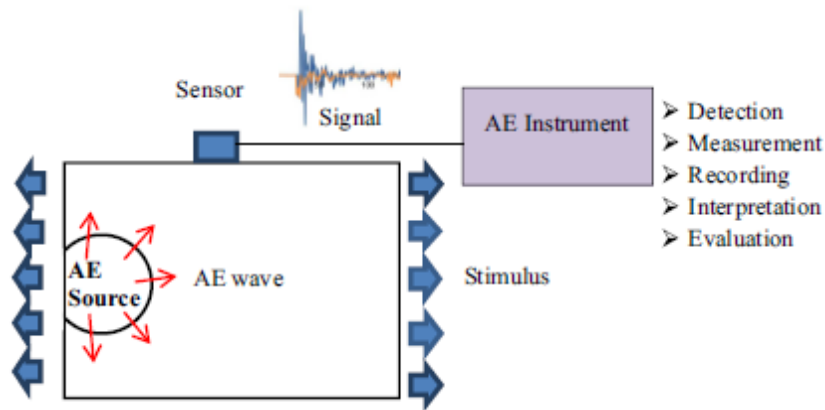 Sensor
Signal
AE Instrument
➤ Detection
➤ Measurement
➤ Recording
➤ Interpretation
➤ Evaluation
AE
Source
AE wave
Stimulus